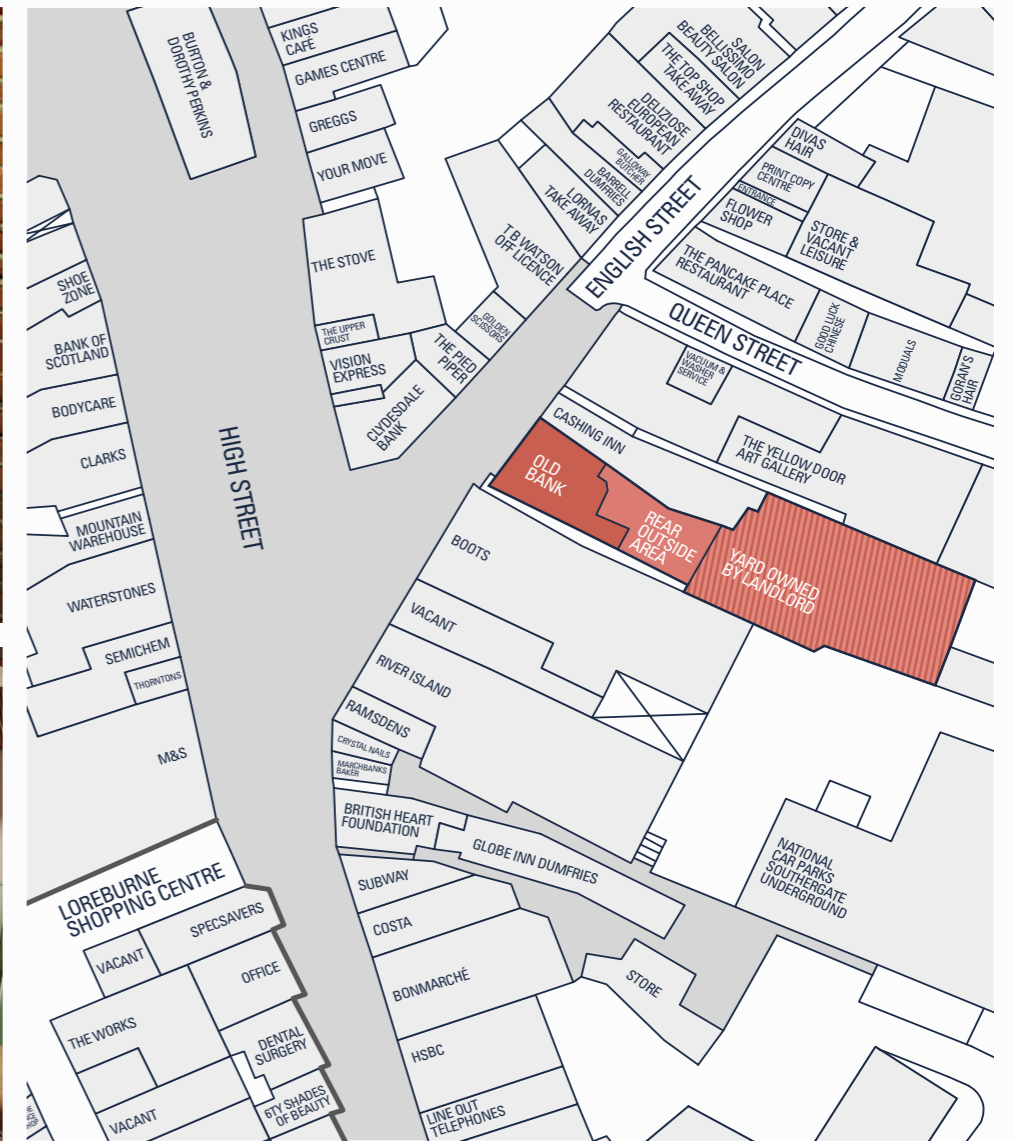 BURTON &
DOROTHY PERKINS
KINGS
CAFÉ
GAMES CENTRE
GREGGS
YOUR MOVE
THE STOVE
THE UPPER
CRUST
VISION
EXPRESS
CLYDESDALE
BANK
THE PIED
PIPER
GOLDEN
SCISSORS
T B WATSON
OFF LICENCE
LORNAS
TAKE AWAY
BARRELL
DUMFRIES
GALLOWAY
BUTCHER
DELIZIOSE
EUROPEAN
RESTAURANT
THE TOP SHOP
TAKE AWAY
SALON
BELLISSIMO
BEAUTY SALON
ENGLISH STREET
DIVAS
HAIR
PRINT COPY
CENTRE
ENTRANCE
FLOWER
SHOP
STORE &
VACANT
LEISURE
THE PANCAKE PLACE
RESTAURANT
GOOD LUCK
CHINESE
MODUALS
GORAN'S
HAIR
QUEEN STREET
VACUUM &
WASHER
SERVICE
THE YELLOW DOOR
ART GALLERY
CASHING INN
OLD
BANK
REAR
OUTSIDE
AREA
YARD OWNED
BY LANDLORD
SHOE
ZONE
BANK OF
SCOTLAND
BODYCARE
CLARKS
MOUNTAIN
WAREHOUSE
WATERSTONES
SEMICHEM
THORNTONS
M&S
HIGH STREET
BOOTS
VACANT
RIVER ISLAND
RAMSDENS
CRYSTAL NAILS
MARCHBANKS
BAKER
BRITISH HEART
FOUNDATION
GLOBE INN DUMFRIES
SUBWAY
COSTA
BONMARCHÉ
HSBC
LINE OUT
TELEPHONES
STORE
NATIONAL
CAR PARKS
SOUTHERGATE
UNDERGROUND
LOREBURNE
SHOPPING CENTRE
SPECSAVERS
VACANT
OFFICE
THE WORKS
DENTAL
SURGERY
6TY SHADES
OF BEAUTY
VACANT